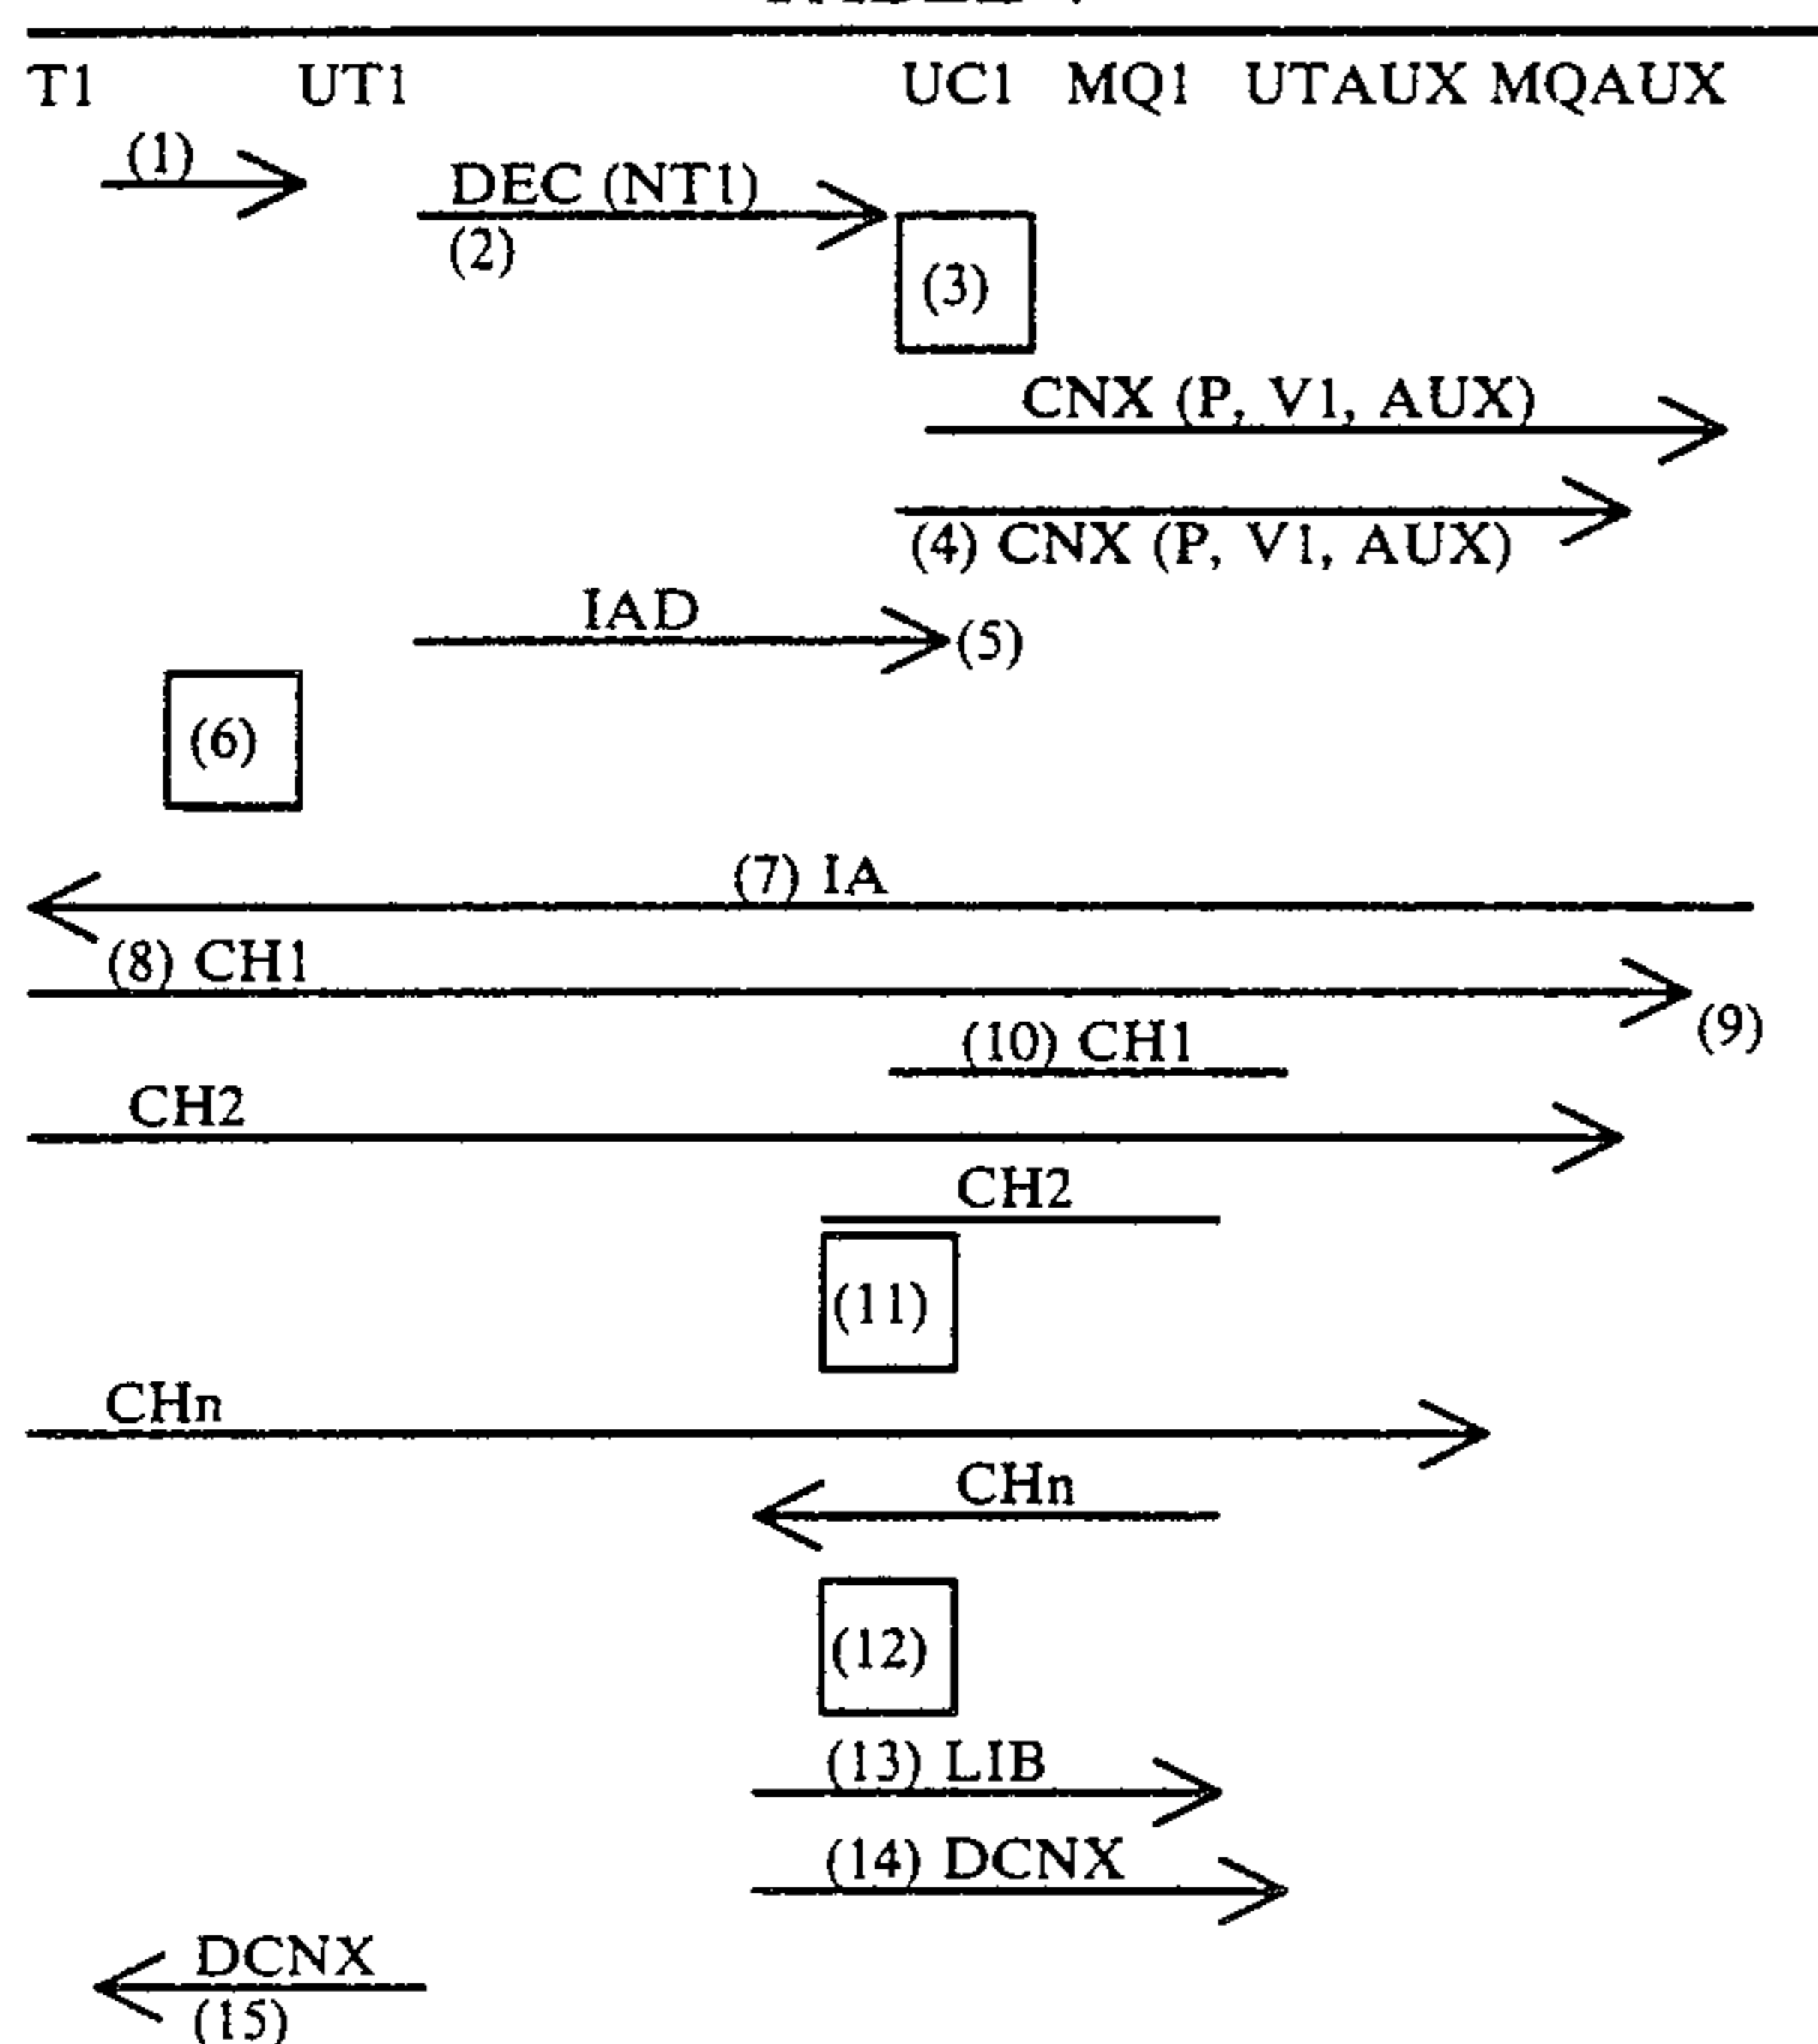 T1 UT1 UC1 MQ1 UTAUX MQAUX
(1)
DEC (NT1)
(2)
(3)
CNX (P, V1, AUX)
(4) CNX (P, V1, AUX)
IAD
(5)
(6)
(7) IA
(8) CH1
(9)
(10) CH1
CH2
CH2
(11)
CHn
CHn
(12)
(13) LIB
(14) DCNX
DCNX
(15)